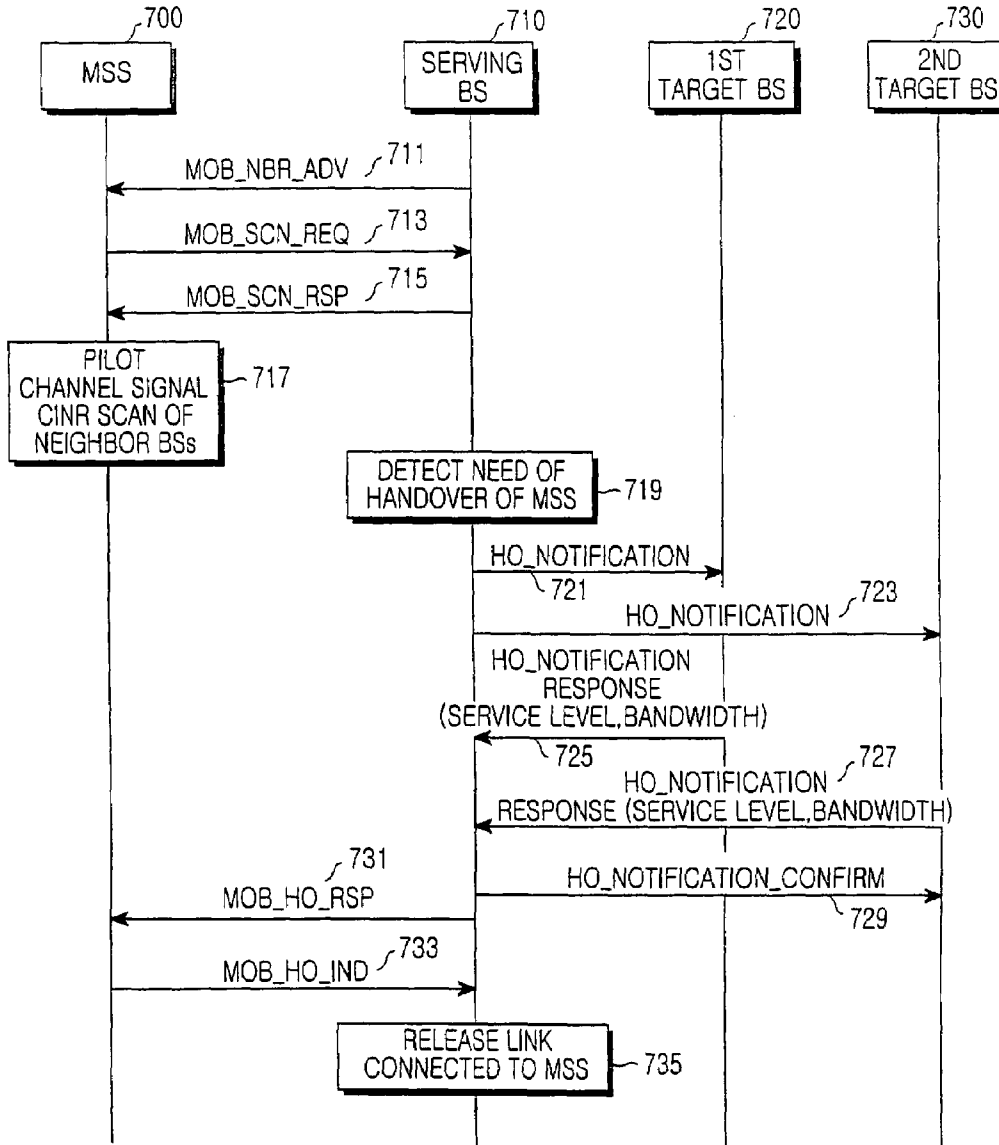 700
710
720
730
MSS
SERVING
BS
1ST
TARGET BS
2ND
TARGET BS
MOB_NBR_ADV
711
MOB_SCN_REQ
713
MOB_SCN_RSP
715
PILOT
CHANNEL SIGNAL
CINR SCAN OF
NEIGHBOR BSs
717
DETECT NEED OF
HANDOVER OF MSS
719
HO_NOTIFICATION
721
HO_NOTIFICATION
723
HO_NOTIFICATION
RESPONSE
(SERVICE LEVEL,BANDWIDTH)
725
HO_NOTIFICATION
727
RESPONSE (SERVICE LEVEL,BANDWIDTH)
731
MOB_HO_RSP
HO_NOTIFICATION_CONFIRM
729
MOB_HO_IND
733
RELEASE LINK
CONNECTED TO MSS
735